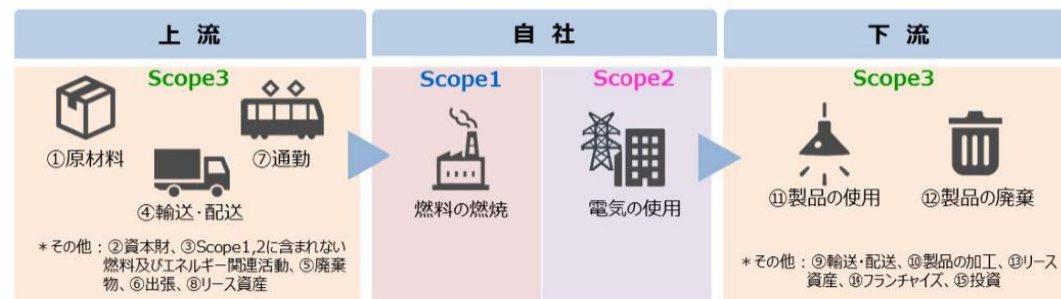 上流
自社
下流
Scope3
①原材料
⑦通勤
④輸送・配送
＊その他：②資本財、③Scope1,2に含まれない
燃料及びエネルギー関連活動、⑤廃棄
物、⑥出張、⑧リース資産
Scope1
燃料の燃焼
Scope2
電気の使用
Scope3
⑪製品の使用
⑫製品の廃棄
＊その他：⑨輸送・配送、⑩製品の加工、⑬リース
資産、⑭フランチャイズ、⑮投資